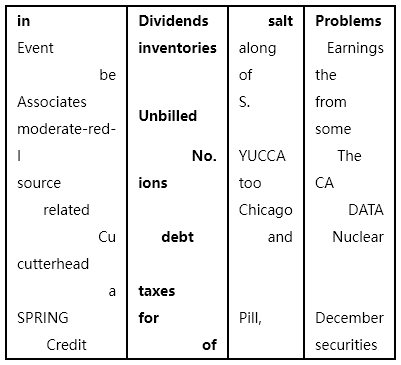 in Dividends salt Problems
Event inventories along Earnings
be of the
Associates Unbilled S. from
moderate-red- some
l No. YUCCA The
source ions too CA
related Chicago DATA
Cu debt and Nuclear
cutterhead
a taxes
SPRING for Pill, December
Credit of securities